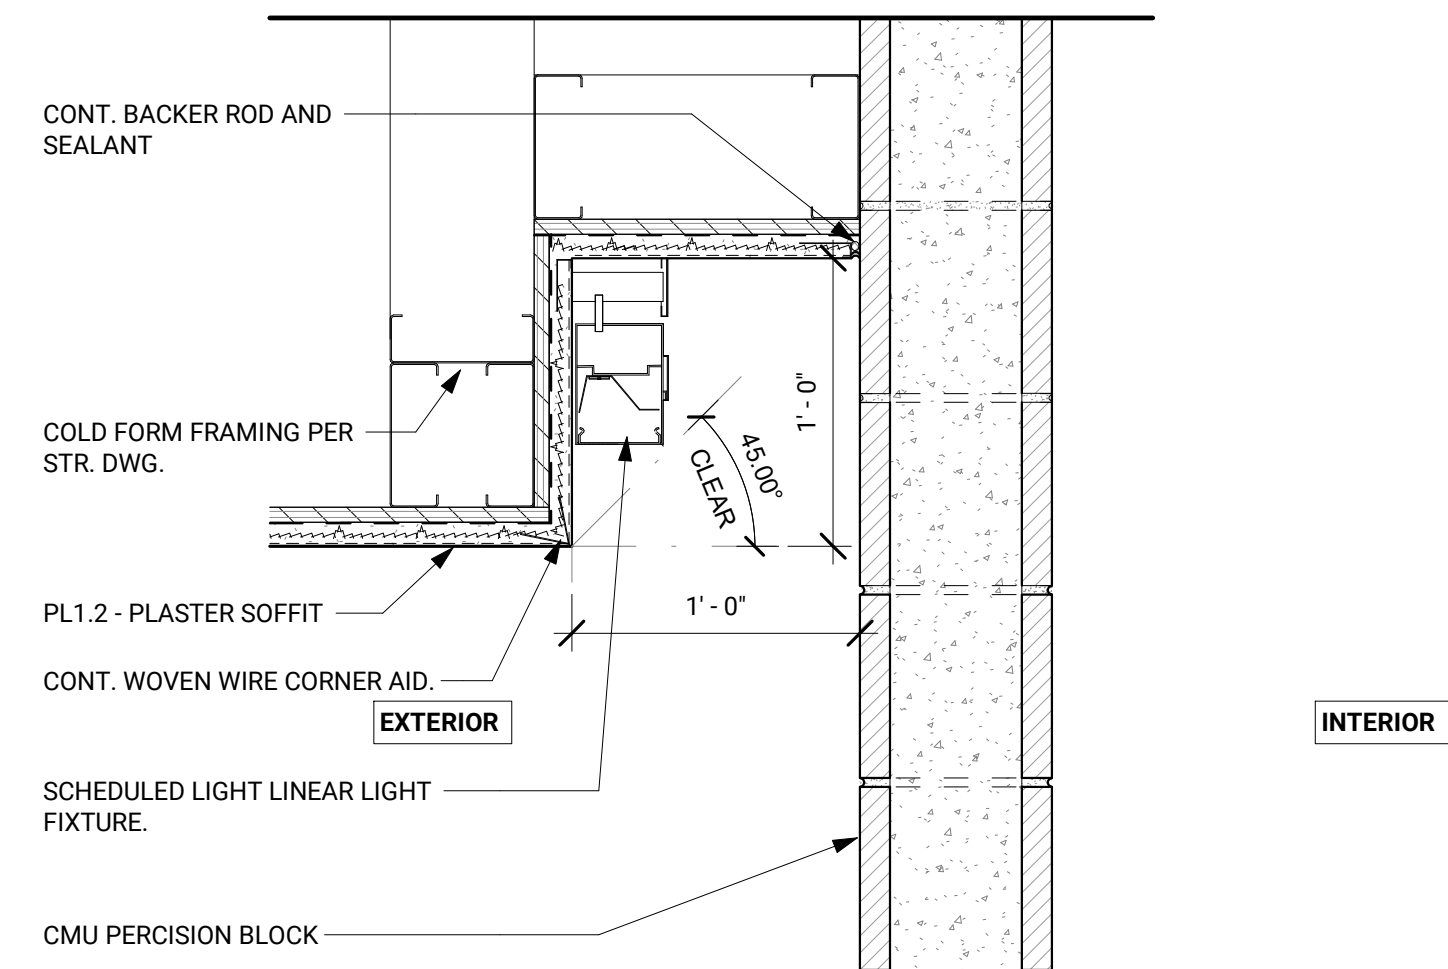 CONT. BACKER ROD AND
SEALANT
COLD FORM FRAMING PER
STR. DWG.
1' - 0"
45.00°
CLEAR
PL1.2 - PLASTER SOFFIT
1' - 0"
CONT. WOVEN WIRE CORNER AID.
EXTERIOR
INTERIOR
SCHEDULED LIGHT LINEAR LIGHT
FIXTURE.
CMU PERCISION BLOCK